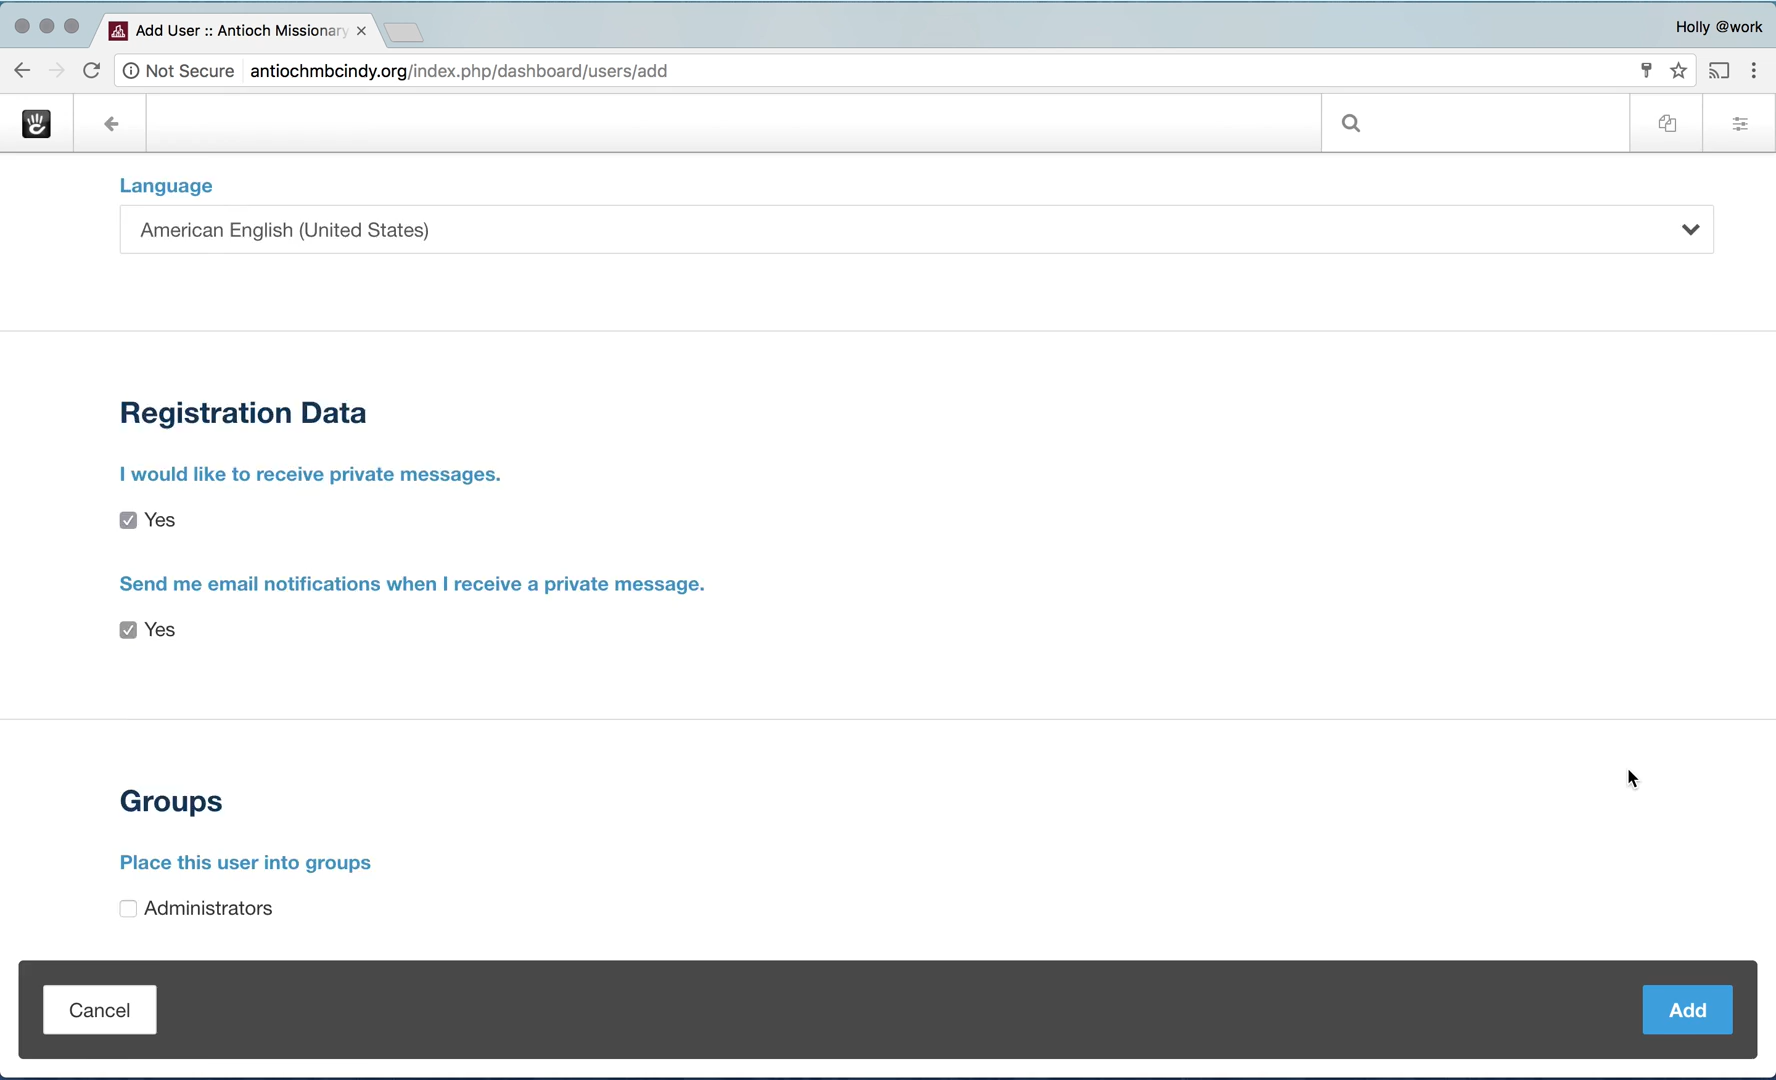 Add User :: Antioch Missionary
Holly @work
Not Secure antiochmbcindy.org/index.php/dashboard/users/add
Language
American English (United States)
Registration Data
I would like to receive private messages.
Yes
Send me email notifications when I receive a private message.
Yes
Groups
Place this user into groups
Administrators
Cancel
Add